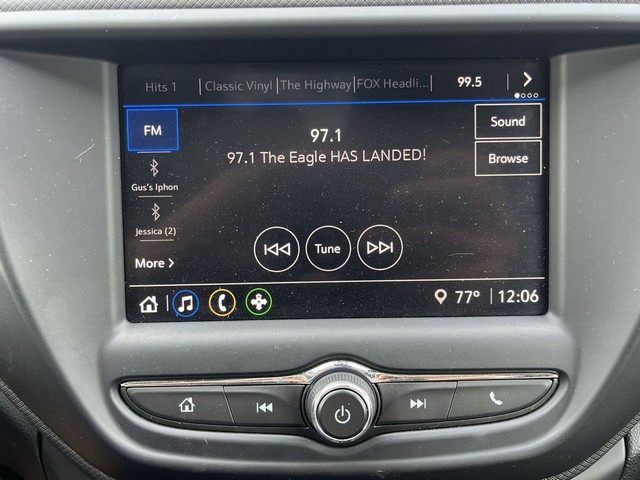 Hits 1 Classic Vinyl The Highway FOX Headli... 99.5
FM
97.1
97.1 The Eagle HAS LANDED!
Sound
Browse
Gus's Iphon
Jessica (2)
More
Tune
77° 12:06